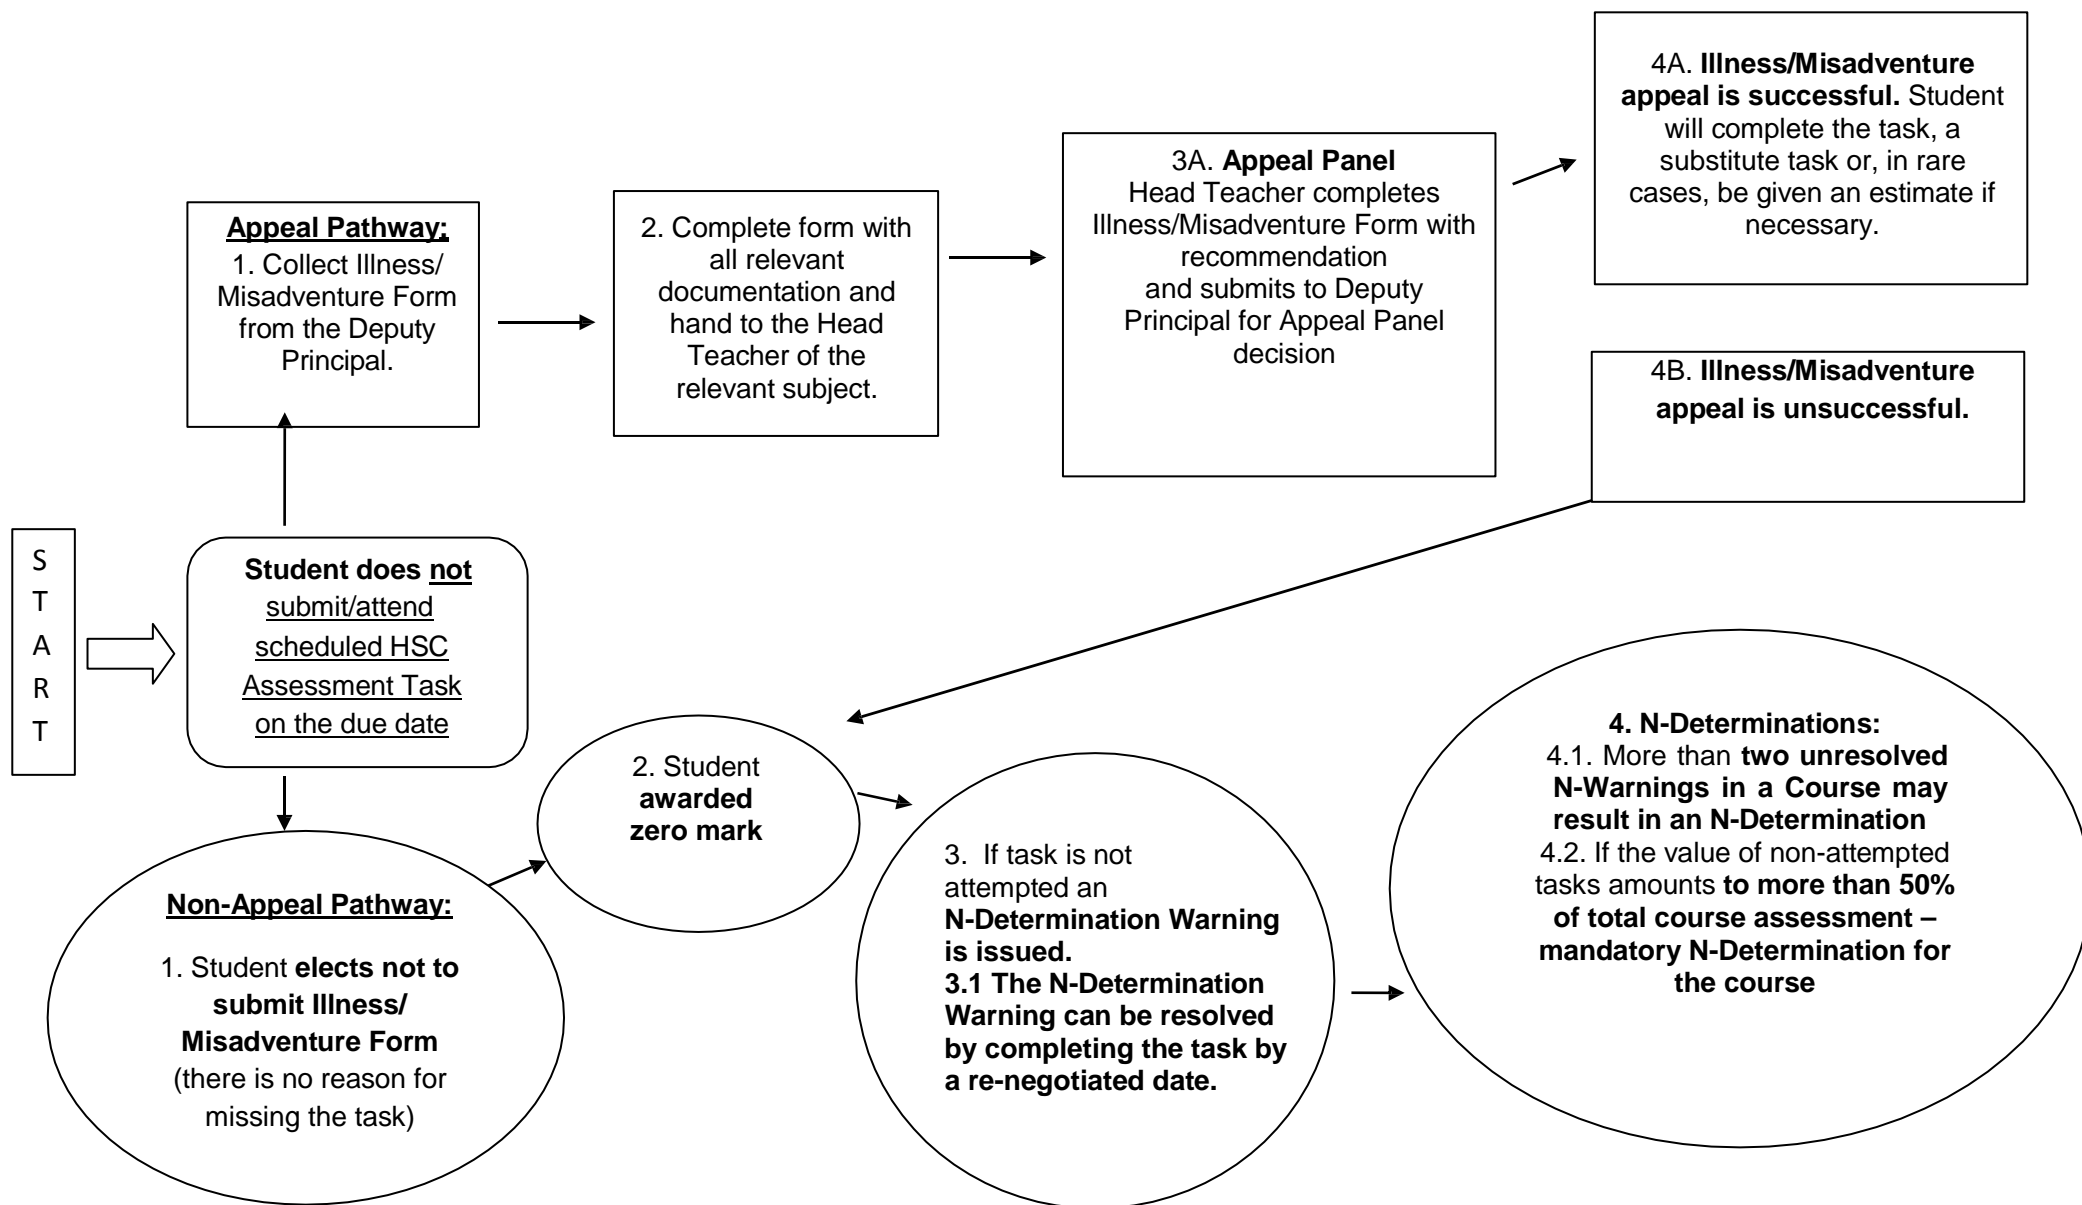 START
Student does not
submit/attend
scheduled HSC
Assessment Task
on the due date
Appeal Pathway:
1. Collect Illness/
Misadventure Form
from the Deputy
Principal.
2. Complete form with
all relevant
documentation and
hand to the Head
Teacher of the
relevant subject.
3A. Appeal Panel
Head Teacher completes
Illness/Misadventure Form with
recommendation
and submits to Deputy
Principal for Appeal Panel
decision
4A. Illness/Misadventure
appeal is successful. Student
will complete the task, a
substitute task or, in rare
cases, be given an estimate if
necessary.
4B. Illness/Misadventure
appeal is unsuccessful.
Non-Appeal Pathway:
1. Student elects not to
submit Illness/
Misadventure Form
(there is no reason for
missing the task)
2. Student
awarded
zero mark
3. If task is not
attempted an
N-Determination Warning
is issued.
3.1 The N-Determination
Warning can be resolved
by completing the task by
a re-negotiated date.
4. N-Determinations:
4.1. More than two unresolved
N-Warnings in a Course may
result in an N-Determination
4.2. If the value of non-attempted
tasks amounts to more than 50%
of total course assessment –
mandatory N-Determination for
the course